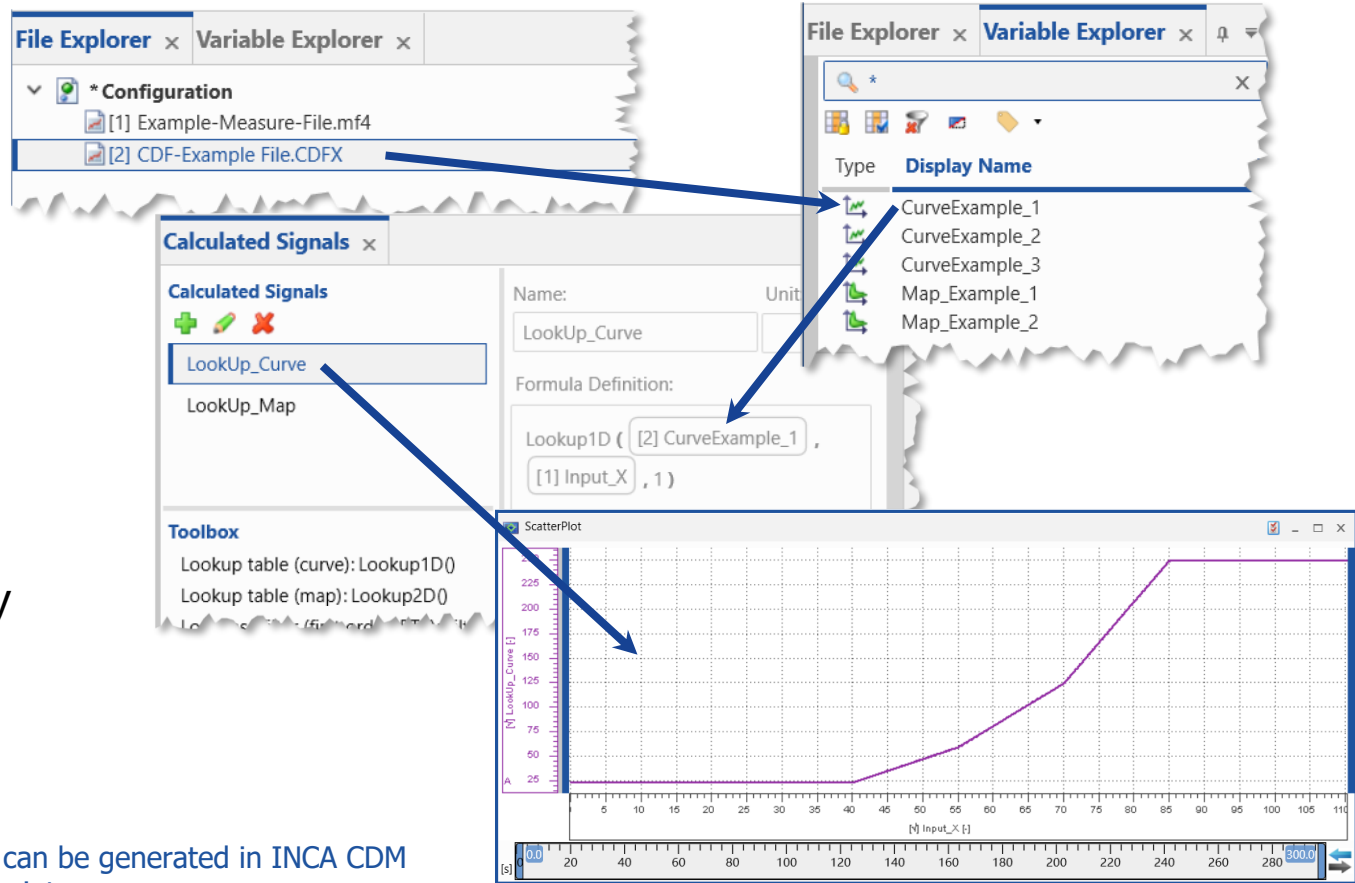 File Explorer × Variable Explorer ×
* Configuration
[1] Example-Measure-File.mf4
[2] CDF-Example File.CDFX
File Explorer × Variable Explorer ×
*
Type Display Name
CurveExample_1
CurveExample_2
CurveExample_3
Map_Example_1
Map_Example_2
Calculated Signals ×
Calculated Signals
LookUp_Curve
LookUp_Map
Name: Unit:
LookUp_Curve
Formula Definition:
Lookup1D ( [2] CurveExample_1 ,
[1] Input_X , 1 )
Toolbox
Lookup table (curve): Lookup1D()
Lookup table (map): Lookup2D()
ScatterPlot
225
200
175
150
125
100
75
50
25
A
LookUp_Curve [-]
5 10 15 20 25 30 35 40 45 50 55 60 65 70 75 80 85 90 95 100 105 110
Input_X [-]
[s] 0 0.0 20 40 60 80 100 120 140 160 180 200 220 240 260 280 300.0
y
can be generated in INCA CDM